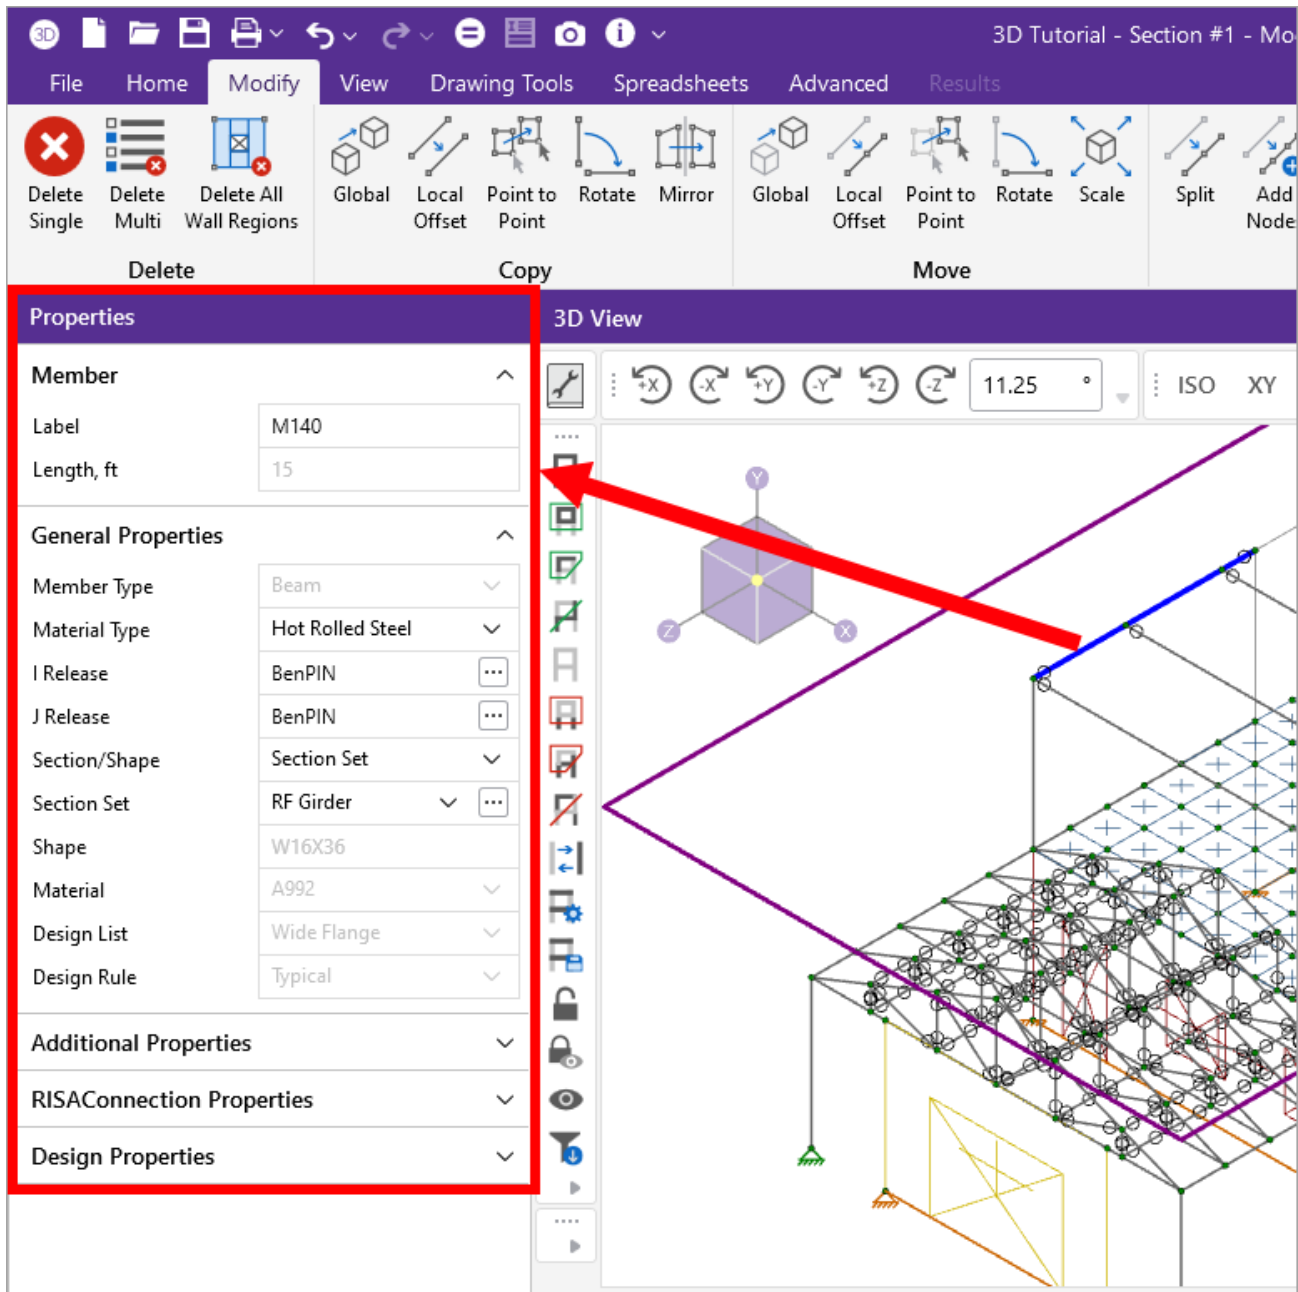 3D
3D Tutorial - Section #1 - Mo
File Home Modify View Drawing Tools Spreadsheets Advanced Results
Delete Single
Delete Multi
Delete All Wall Regions
Global
Local Offset
Point to Point
Rotate
Mirror
Global
Local Offset
Point to Point
Rotate
Scale
Split
Add Node
Delete
Copy
Move
Properties
Member
Label M140
Length, ft 15
General Properties
Member Type Beam
Material Type Hot Rolled Steel
I Release BenPIN
J Release BenPIN
Section/Shape Section Set
Section Set RF Girder
Shape W16X36
Material A992
Design List Wide Flange
Design Rule Typical
Additional Properties
RISAConnection Properties
Design Properties
3D View
+X -X +Y -Y +Z -Z 11.25 ° ISO XY
Y
Z
X